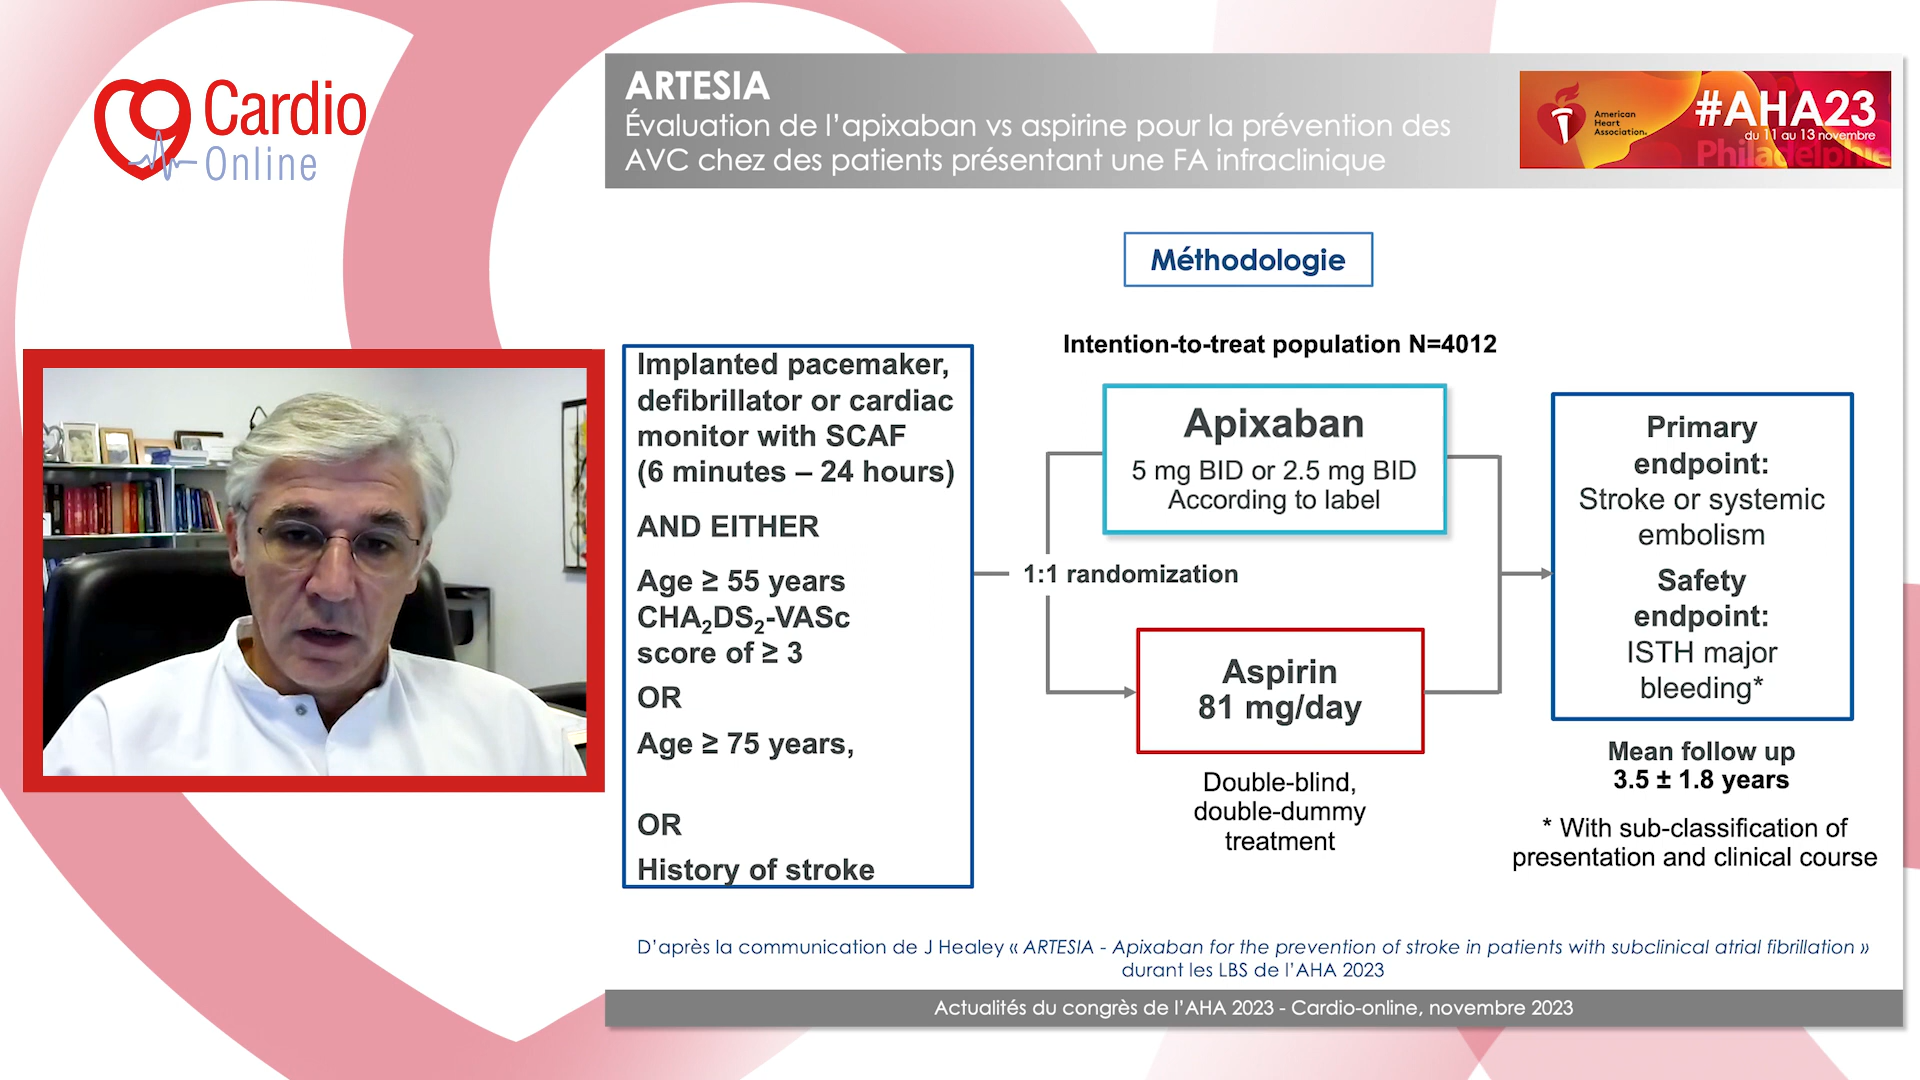 Cardio
Online
ARTESIA
Évaluation de l'apixaban vs aspirine pour la prévention des
AVC chez des patients présentant une FA infraclinique
American
Heart
Association.
#AHA23
du 11 au 13 novembre
Philadelphie
Méthodologie
Implanted pacemaker,
defibrillator or cardiac
monitor with SCAF
(6 minutes – 24 hours)
AND EITHER
Age ≥ 55 years
CHA₂DS₂-VASc
score of ≥ 3
OR
Age ≥ 75 years,
OR
History of stroke
1:1 randomization
Intention-to-treat population N=4012
Apixaban
5 mg BID or 2.5 mg BID
According to label
Aspirin
81 mg/day
Double-blind,
double-dummy
treatment
Primary
endpoint:
Stroke or systemic
embolism
Safety
endpoint:
ISTH major
bleeding*
Mean follow up
3.5 ± 1.8 years
* With sub-classification of
presentation and clinical course
D'après la communication de J Healey « ARTESIA - Apixaban for the prevention of stroke in patients with subclinical atrial fibrillation »
durant les LBS de l'AHA 2023
Actualités du congrès de l'AHA 2023 - Cardio-online, novembre 2023